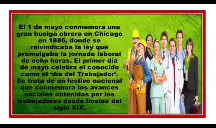 El 1 de mayo conmemora una
gran huelga obrera en Chicago
en 1886, donde se
reivindicaba la ley que
promulgaba la jornada laboral
de ocho horas. El primer día
de mayo celebra el conocido
como el 'día del Trabajador'.
Se trata de un festivo nacional
que conmemora los avances
sociales obtenidos por los
trabajadores desde finales del
siglo XIX.